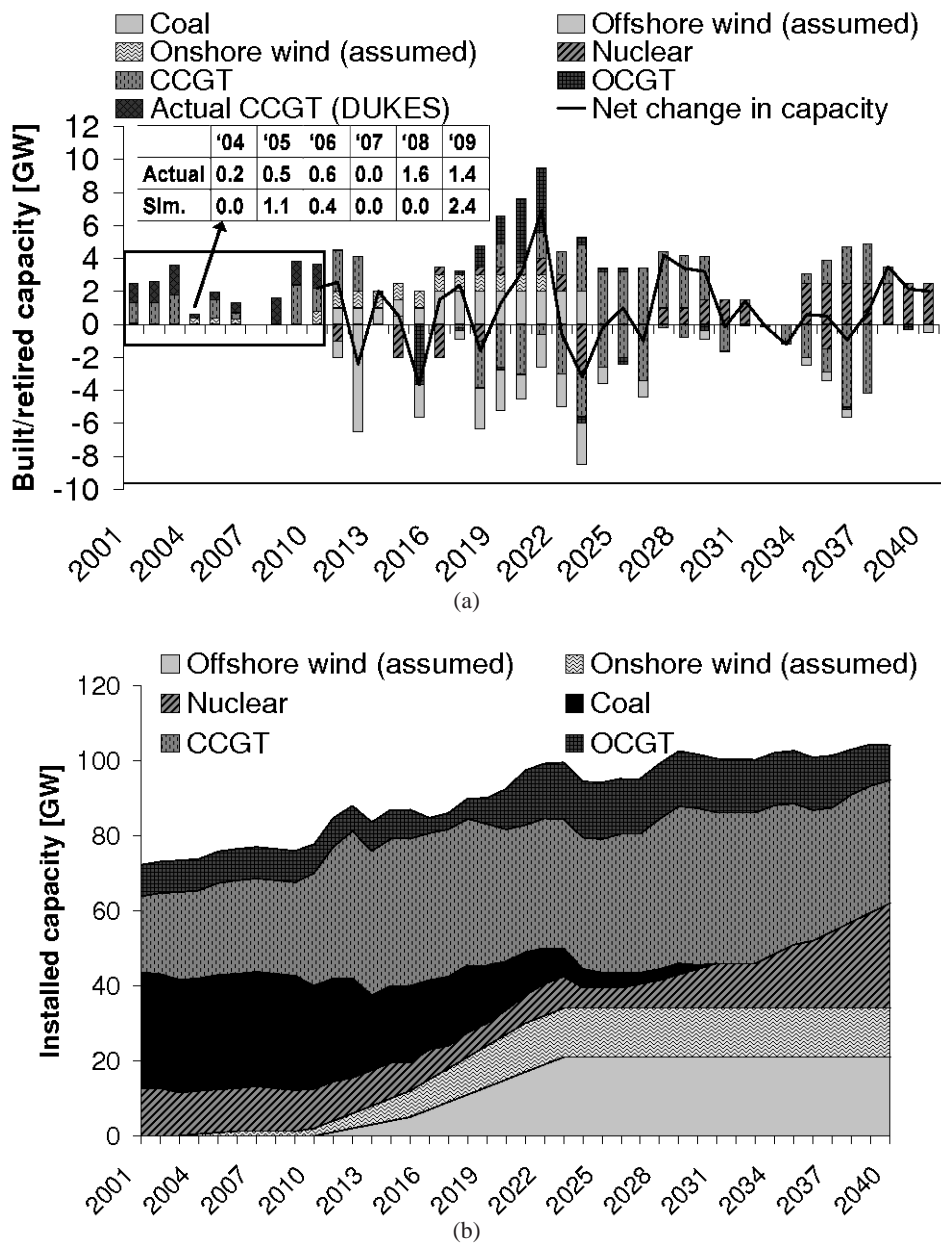 Coal Offshore wind (assumed)
Onshore wind (assumed) Nuclear
CCGT OCGT
Actual CCGT (DUKES) Net change in capacity
Built/retired capacity [GW]
12
10
8
6
4
2
0
-2
-4
-6
-8
-10
'04 '05 '06 '07 '08 '09
Actual 0.2 0.5 0.6 0.0 1.6 1.4
Sim. 0.0 1.1 0.4 0.0 0.0 2.4
2001 2004 2007 2010 2013 2016 2019 2022 2025 2028 2031 2034 2037 2040
(a)
Offshore wind (assumed) Onshore wind (assumed)
Nuclear Coal
CCGT OCGT
Installed capacity [GW]
120
100
80
60
40
20
0
2001 2004 2007 2010 2013 2016 2019 2022 2025 2028 2031 2034 2037 2040
(b)